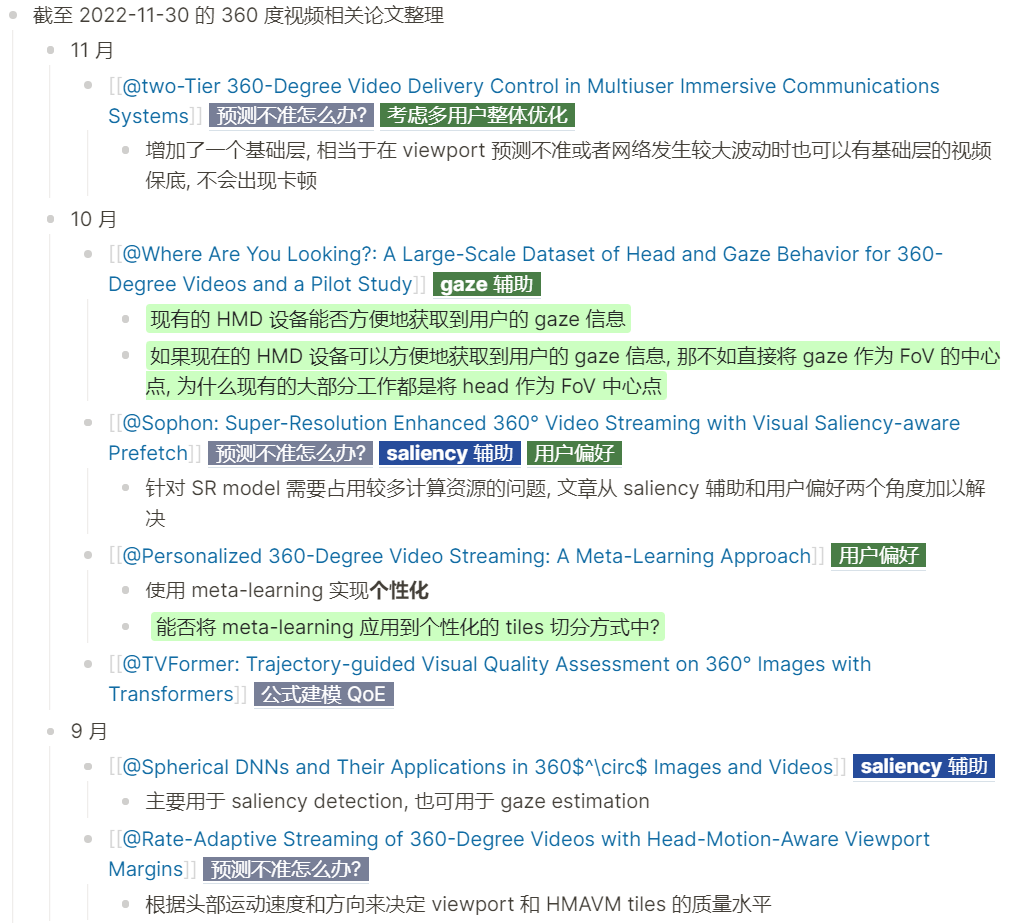 截至 2022-11-30 的 360 度视频相关论文整理
11 月
[[@two-Tier 360-Degree Video Delivery Control in Multiuser Immersive Communications
Systems]] 预测不准怎么办? 考虑多用户整体优化
增加了一个基础层, 相当于在 viewport 预测不准或者网络发生较大波动时也可以有基础层的视频
保底, 不会出现卡顿
10 月
[[@Where Are You Looking?: A Large-Scale Dataset of Head and Gaze Behavior for 360-
Degree Videos and a Pilot Study]] gaze 辅助
现有的 HMD 设备能否方便地获取到用户的 gaze 信息
如果现在的 HMD 设备可以方便地获取到用户的 gaze 信息, 那不如直接将 gaze 作为 FoV 的中心
点, 为什么现有的大部分工作都是将 head 作为 FoV 中心点
[[@Sophon: Super-Resolution Enhanced 360° Video Streaming with Visual Saliency-aware
Prefetch]] 预测不准怎么办? saliency 辅助 用户偏好
针对 SR model 需要占用较多计算资源的问题, 文章从 saliency 辅助和用户偏好两个角度加以解
决
[[@Personalized 360-Degree Video Streaming: A Meta-Learning Approach]] 用户偏好
使用 meta-learning 实现个性化
能否将 meta-learning 应用到个性化的 tiles 切分方式中?
[[@TVFormer: Trajectory-guided Visual Quality Assessment on 360° Images with
Transformers]] 公式建模 QoE
9 月
[[@Spherical DNNs and Their Applications in 360$^\circ$ Images and Videos]] saliency 辅助
主要用于 saliency detection, 也可用于 gaze estimation
[[@Rate-Adaptive Streaming of 360-Degree Videos with Head-Motion-Aware Viewport
Margins]] 预测不准怎么办?
根据头部运动速度和方向来决定 viewport 和 HMAVM tiles 的质量水平